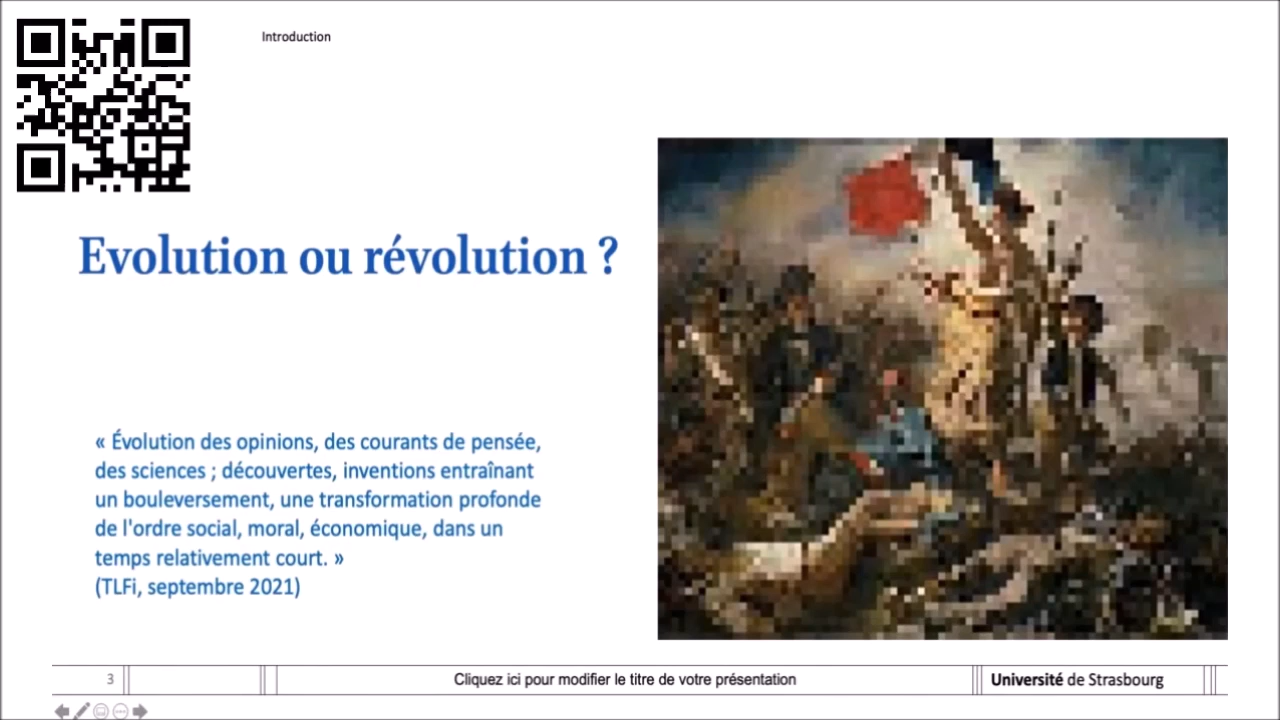 Introduction
Evolution ou révolution ?
« Évolution des opinions, des courants de pensée,
des sciences ; découvertes, inventions entraînant
un bouleversement, une transformation profonde
de l'ordre social, moral, économique, dans un
temps relativement court. »
(TLFi, septembre 2021)
3
Cliquez ici pour modifier le titre de votre présentation
Université de Strasbourg